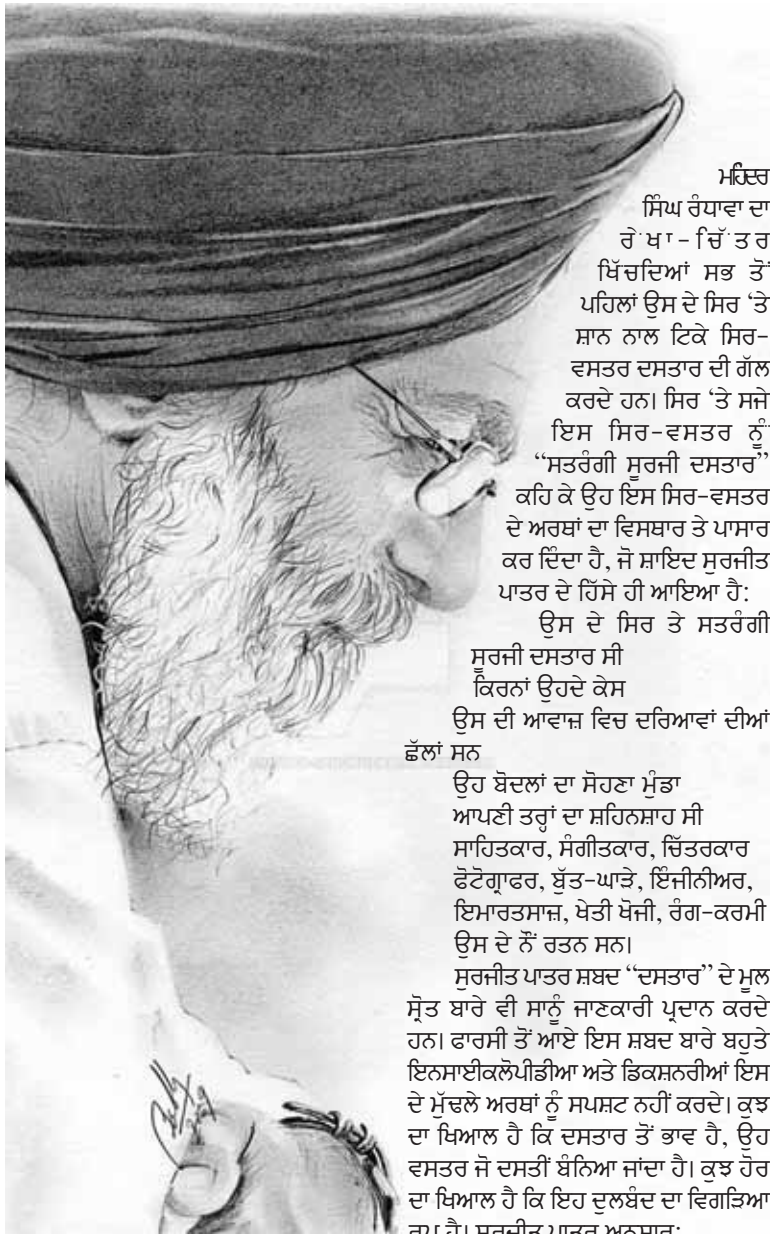 ਮਹਿੰਦਰ
ਸਿੰਘ ਰੰਧਾਵਾ ਦਾ
ਰੇਖਾ-ਚਿੱਤਰ
ਖਿੱਚਦਿਆਂ ਸਭ ਤੋਂ
ਪਹਿਲਾਂ ਉਸ ਦੇ ਸਿਰ ‘ਤੇ
ਸ਼ਾਨ ਨਾਲ ਟਿਕੇ ਸਿਰ-
ਵਸਤਰ ਦਸਤਾਰ ਦੀ ਗੱਲ
ਕਰਦੇ ਹਨ। ਸਿਰ ‘ਤੇ ਸਜੇ
ਇਸ ਸਿਰ-ਵਸਤਰ ਨੂੰ
“ਸਤਰੰਗੀ ਸੂਰਜੀ ਦਸਤਾਰ”
ਕਹਿ ਕੇ ਉਹ ਇਸ ਸਿਰ-ਵਸਤਰ
ਦੇ ਅਰਥਾਂ ਦਾ ਵਿਸਥਾਰ ਤੇ ਪਾਸਾਰ
ਕਰ ਦਿੰਦਾ ਹੈ, ਜੋ ਸ਼ਾਇਦ ਸੁਰਜੀਤ
ਪਾਤਰ ਦੇ ਹਿੱਸੇ ਹੀ ਆਇਆ ਹੈ:
ਉਸ ਦੇ ਸਿਰ ਤੇ ਸਤਰੰਗੀ
ਸੂਰਜੀ ਦਸਤਾਰ ਸੀ
ਕਿਰਨਾਂ ਉਹਦੇ ਕੇਸ
ਉਸ ਦੀ ਆਵਾਜ਼ ਵਿਚ ਦਰਿਆਵਾਂ ਦੀਆਂ
ਛੱਲਾਂ ਸਨ
ਉਹ ਬੋਦਲਾਂ ਦਾ ਸੋਹਣਾ ਮੁੰਡਾ
ਆਪਣੀ ਤਰ੍ਹਾਂ ਦਾ ਸ਼ਹਿਨਸ਼ਾਹ ਸੀ
ਸਾਹਿਤਕਾਰ, ਸੰਗੀਤਕਾਰ, ਚਿੱਤਰਕਾਰ
ਫੋਟੋਗ੍ਰਾਫਰ, ਬੁੱਤ-ਘਾੜੇ, ਇੰਜੀਨੀਅਰ,
ਇਮਾਰਤਸਾਜ਼, ਖੇਤੀ ਖੋਜੀ, ਰੰਗ-ਕਰਮੀ
ਉਸ ਦੇ ਨੌਂ ਰਤਨ ਸਨ।
ਸੁਰਜੀਤ ਪਾਤਰ ਸ਼ਬਦ “ਦਸਤਾਰ” ਦੇ ਮੂਲ
ਸ੍ਰੋਤ ਬਾਰੇ ਵੀ ਸਾਨੂੰ ਜਾਣਕਾਰੀ ਪ੍ਰਦਾਨ ਕਰਦੇ
ਹਨ। ਫਾਰਸੀ ਤੋਂ ਆਏ ਇਸ ਸ਼ਬਦ ਬਾਰੇ ਬਹੁਤੇ
ਇਨਸਾਈਕਲੋਪੀਡੀਆ ਅਤੇ ਡਿਕਸ਼ਨਰੀਆਂ ਇਸ
ਦੇ ਮੁੱਢਲੇ ਅਰਥਾਂ ਨੂੰ ਸਪਸ਼ਟ ਨਹੀਂ ਕਰਦੇ। ਕੁਝ
ਦਾ ਖਿਆਲ ਹੈ ਕਿ ਦਸਤਾਰ ਤੋਂ ਭਾਵ ਹੈ, ਉਹ
ਵਸਤਰ ਜੋ ਦਸਤੀਂ ਬੰਨਿਆ ਜਾਂਦਾ ਹੈ। ਕੁਝ ਹੋਰ
ਦਾ ਖਿਆਲ ਹੈ ਕਿ ਇਹ ਦੁਲਬੰਦ ਦਾ ਵਿਗੜਿਆ
ਰੂਪ ਹੈ। ਸੁਰਜੀਤ ਪਾਤਰ ਅਨੁਸਾਰ: